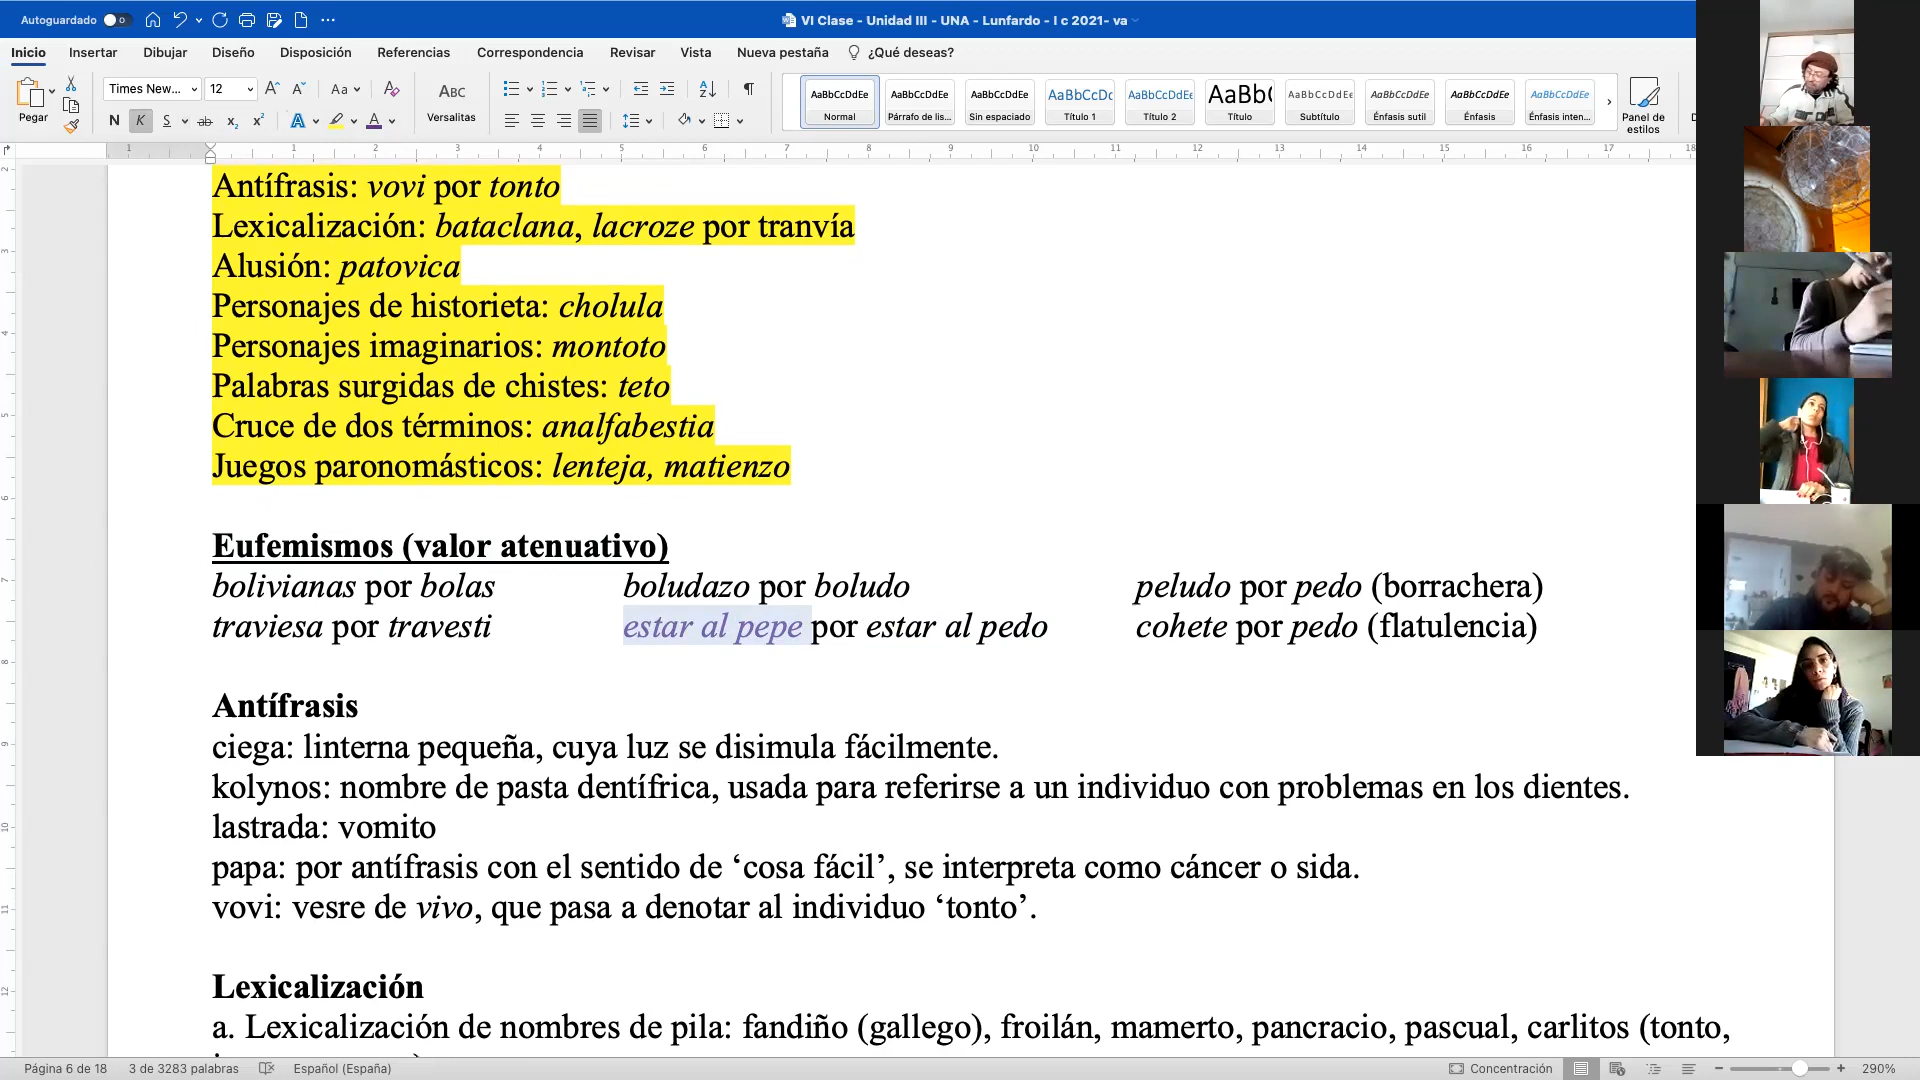 Autoguardado
VI Clase - Unidad III - UNA - Lunfardo - I c 2021- va
Inicio Insertar Dibujar Diseño Disposición Referencias Correspondencia Revisar Vista Nueva pestaña ¿Qué deseas?
Pegar
Times New... 12
N K S ab x₂ x²
Versalitas
Normal Párrafo de lis... Sin espaciado Título 1 Título 2 Título Subtítulo Énfasis sutil Énfasis Énfasis inten...
Panel de estilos
Antífrasis: vovi por tonto
Lexicalización: bataclana, lacroze por tranvía
Alusión: patovica
Personajes de historieta: cholula
Personajes imaginarios: montoto
Palabras surgidas de chistes: teto
Cruce de dos términos: analfabestia
Juegos paronomásticos: lenteja, matienzo
Eufemismos (valor atenuativo)
bolivianas por bolas boludazo por boludo peludo por pedo (borrachera)
traviesa por travesti estar al pepe por estar al pedo cohete por pedo (flatulencia)
Antífrasis
ciega: linterna pequeña, cuya luz se disimula fácilmente.
kolynos: nombre de pasta dentífrica, usada para referirse a un individuo con problemas en los dientes.
lastrada: vomito
papa: por antífrasis con el sentido de ‘cosa fácil’, se interpreta como cáncer o sida.
vovi: vesre de vivo, que pasa a denotar al individuo ‘tonto’.
Lexicalización
a. Lexicalización de nombres de pila: fandiño (gallego), froilán, mamerto, pancracio, pascual, carlitos (tonto,
Página 6 de 18 3 de 3283 palabras Español (España) Concentración 290%